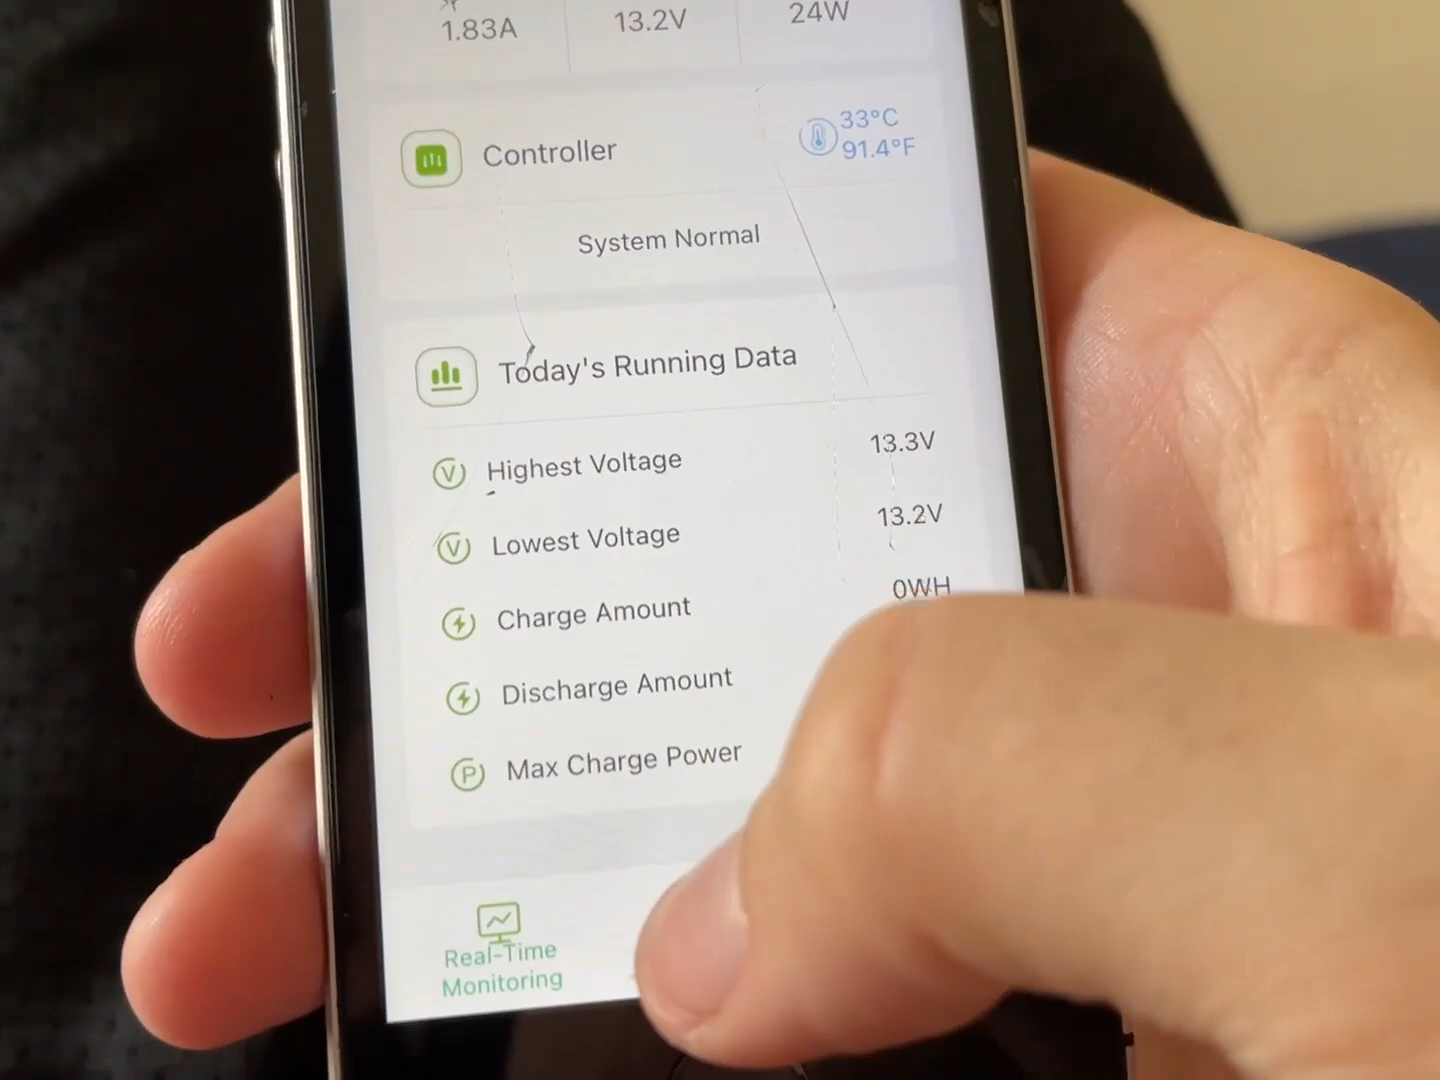 1.83A 13.2V 24W
Controller 33°C
91.4°F
System Normal
Today's Running Data
Highest Voltage 13.3V
Lowest Voltage 13.2V
Charge Amount 0WH
Discharge Amount
Max Charge Power
Real-Time
Monitoring